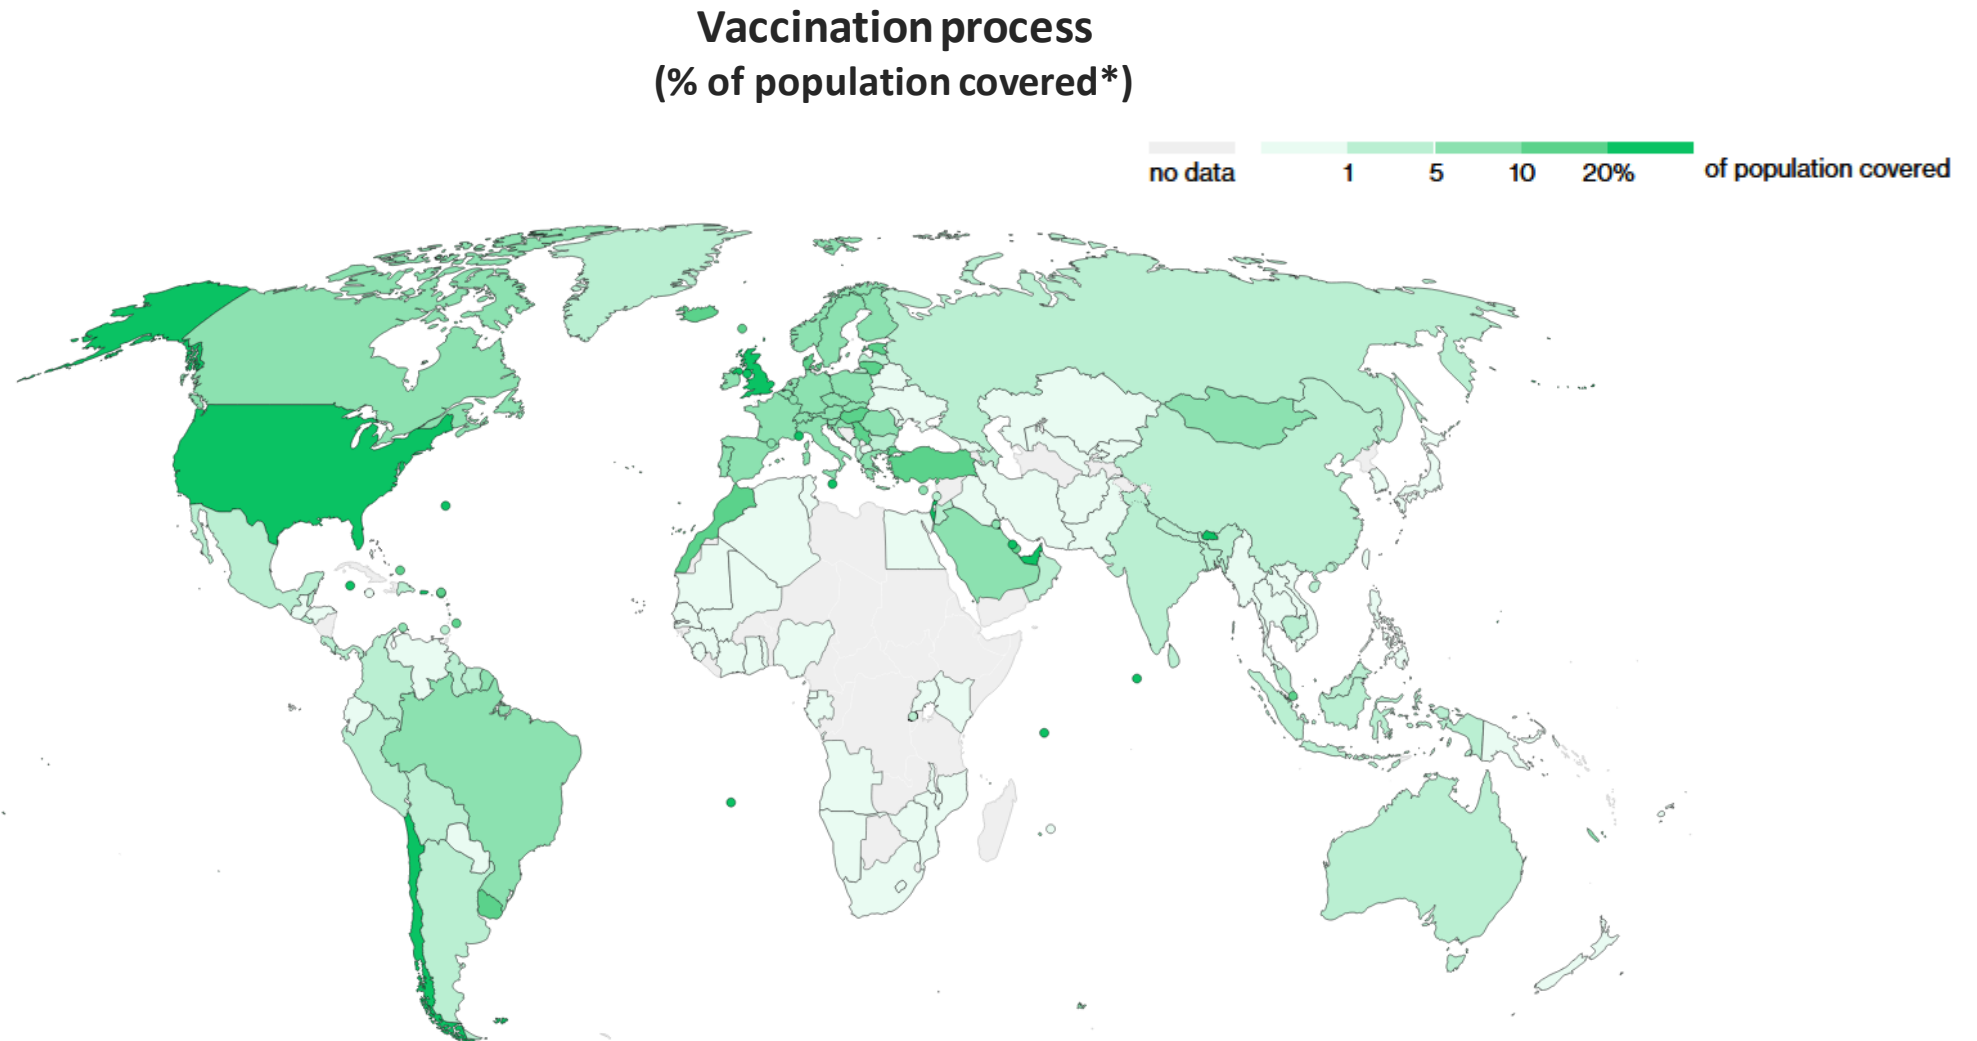 Vaccination process
(% of population covered*)
no data 1 5 10 20% of population covered